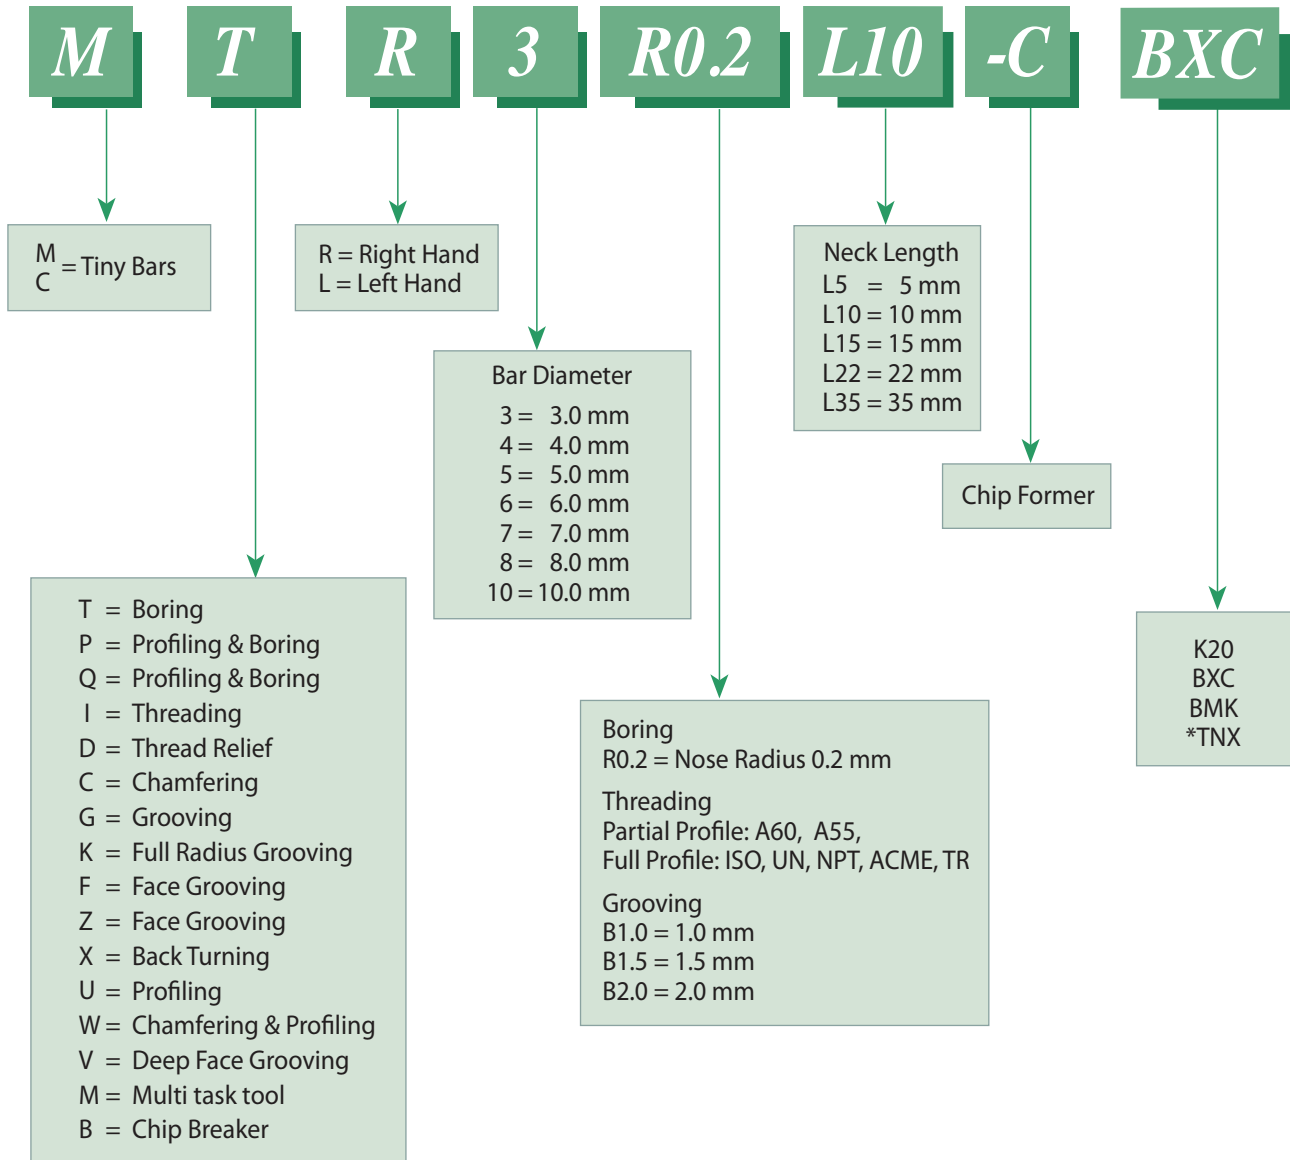 M T R 3 R0.2 L10 -C BXC
M
C = Tiny Bars
R = Right Hand
L = Left Hand
Bar Diameter
3 = 3.0 mm
4 = 4.0 mm
5 = 5.0 mm
6 = 6.0 mm
7 = 7.0 mm
8 = 8.0 mm
10 = 10.0 mm
Neck Length
L5 = 5 mm
L10 = 10 mm
L15 = 15 mm
L22 = 22 mm
L35 = 35 mm
Chip Former
T = Boring
P = Profiling & Boring
Q = Profiling & Boring
I = Threading
D = Thread Relief
C = Chamfering
G = Grooving
K = Full Radius Grooving
F = Face Grooving
Z = Face Grooving
X = Back Turning
U = Profiling
W = Chamfering & Profiling
V = Deep Face Grooving
M = Multi task tool
B = Chip Breaker
Boring
R0.2 = Nose Radius 0.2 mm
Threading
Partial Profile: A60, A55,
Full Profile: ISO, UN, NPT, ACME, TR
Grooving
B1.0 = 1.0 mm
B1.5 = 1.5 mm
B2.0 = 2.0 mm
K20
BXC
BMK
*TNX